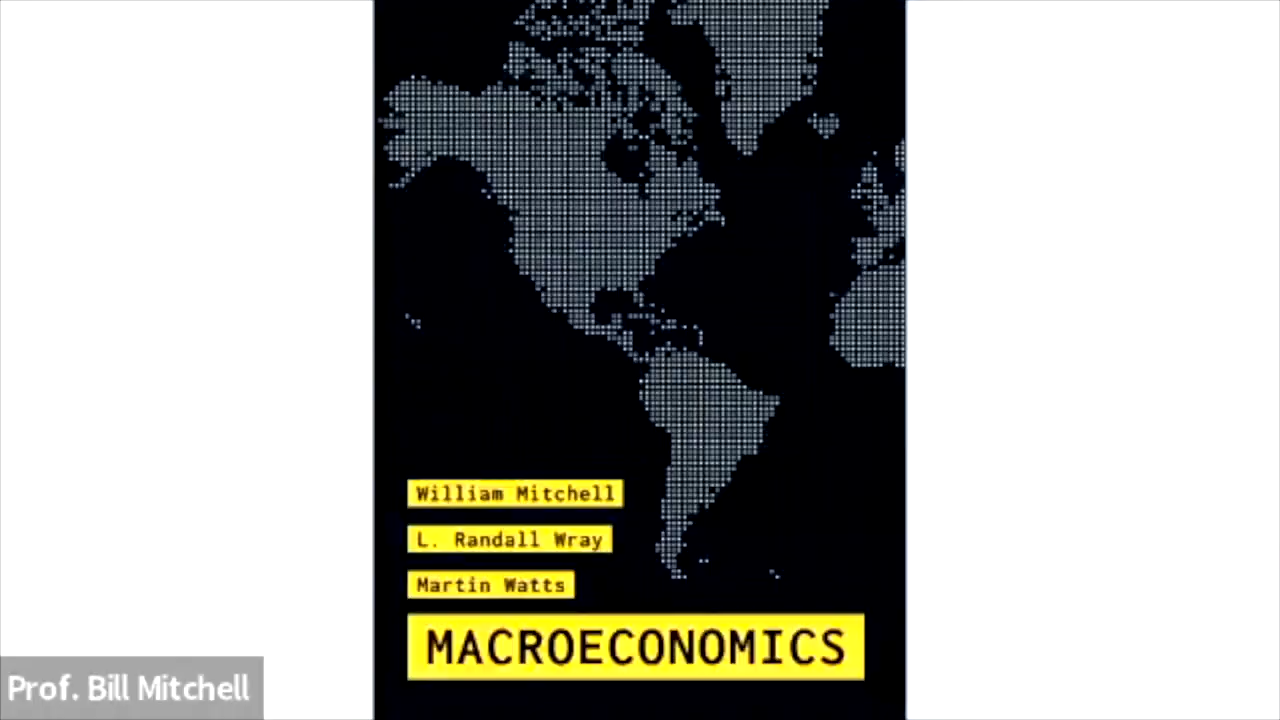 William Mitchell
L. Randall Wray
Martin Watts
MACROECONOMICS
Prof. Bill Mitchell